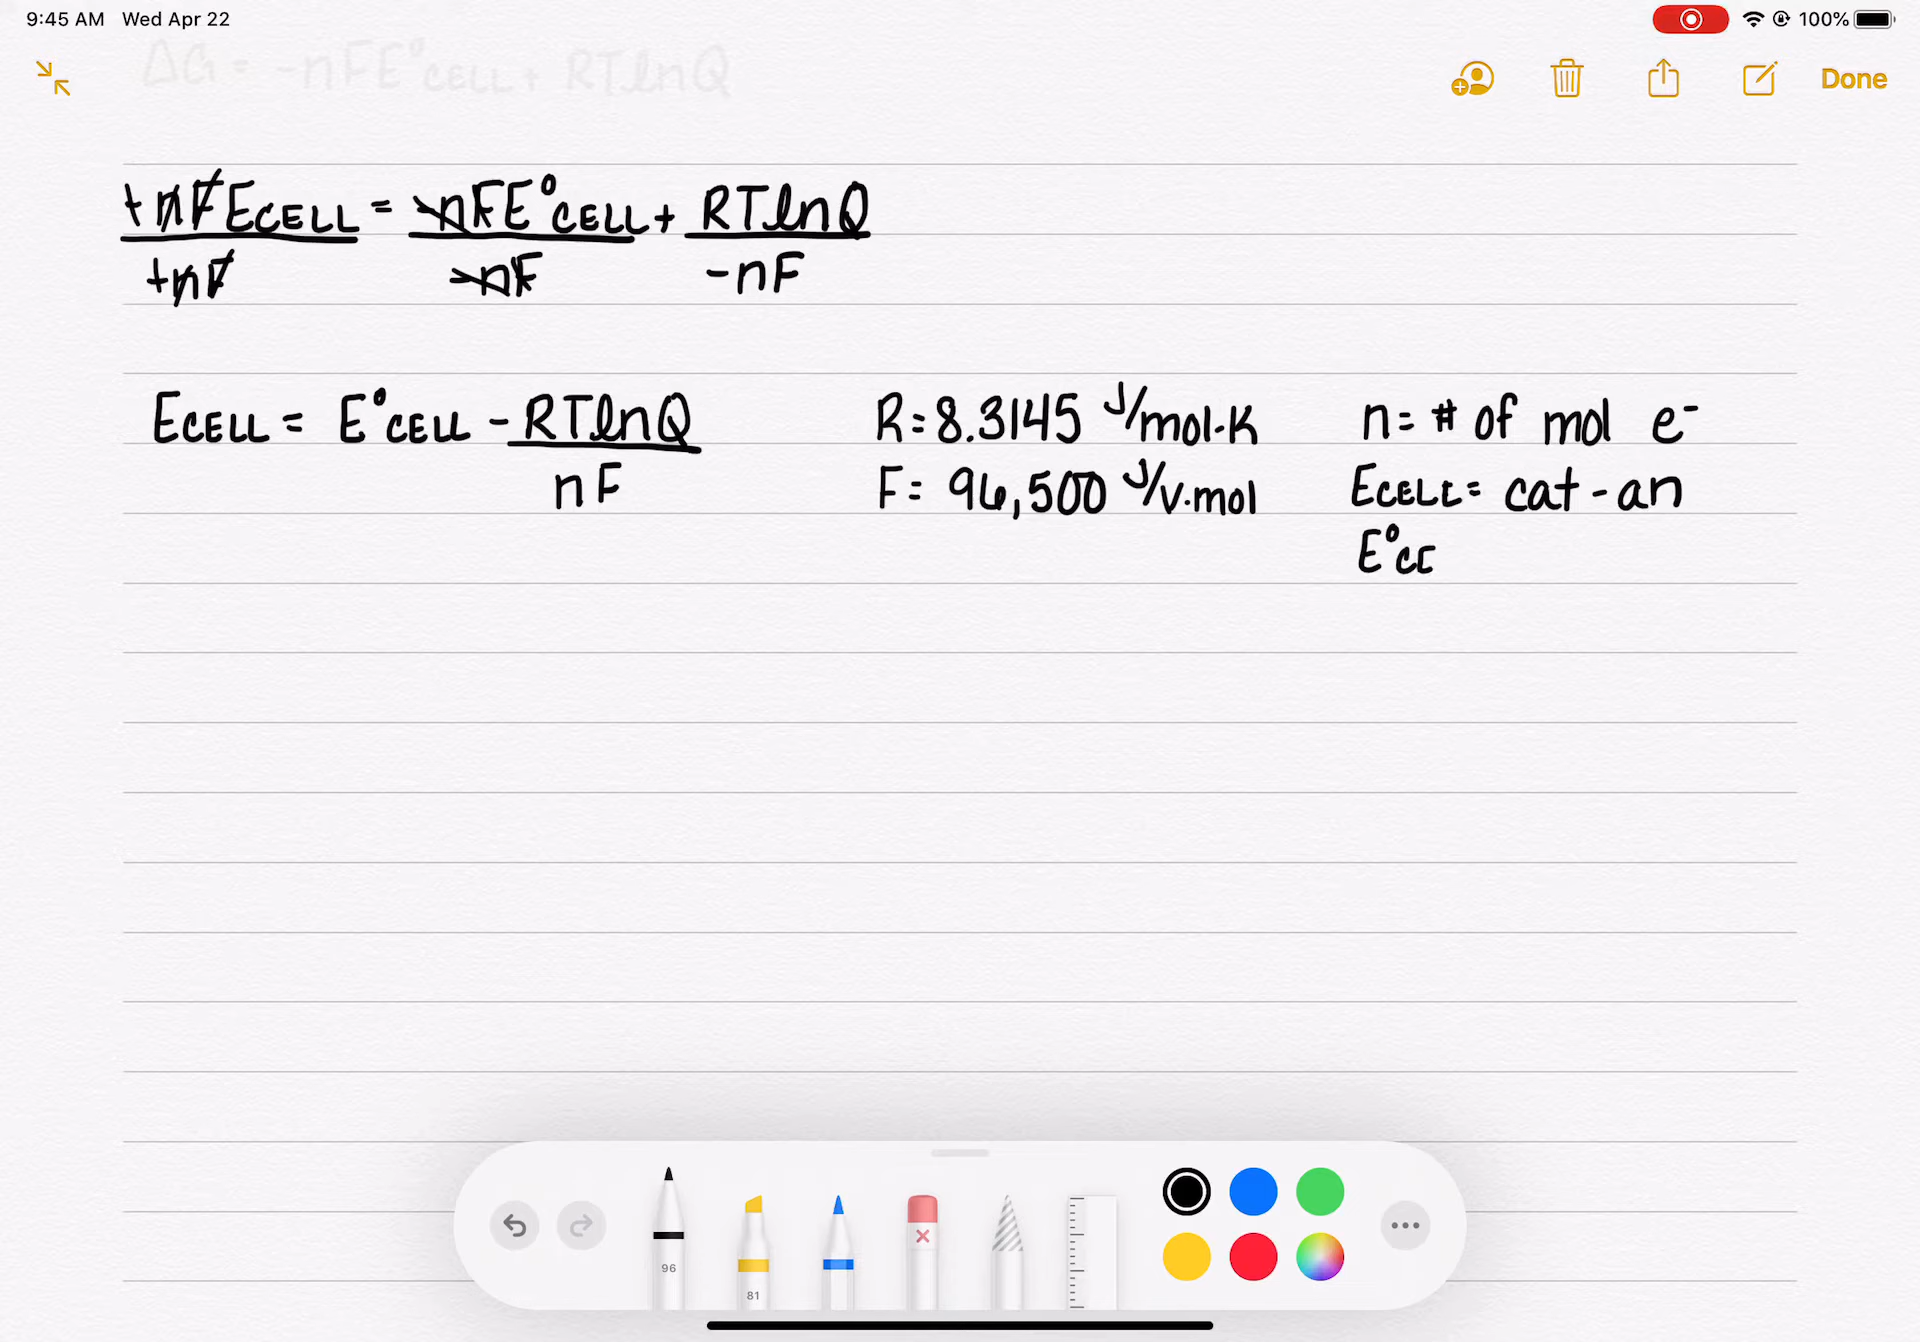 9:45 AM Wed Apr 22
100%
ΔG = -nFE°CELL + RTlnQ
Done
+nFECELL = -nFE°CELL + RTlnQ
+nF -nF -nF
ECELL = E°CELL - RTlnQ
nF
R=8.3145 J/mol·K
F= 96,500 J/V·mol
n= # of mol e⁻
ECELL= cat - an
E°CE
96
81